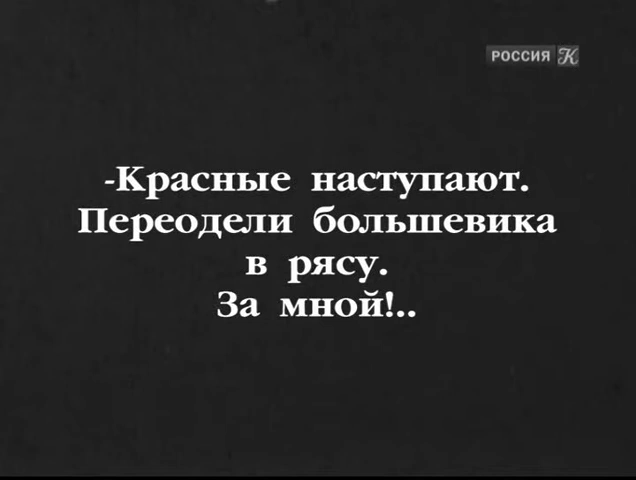 РОССИЯ К
-Красные наступают.
Переодели большевика
в рясу.
За мной!..